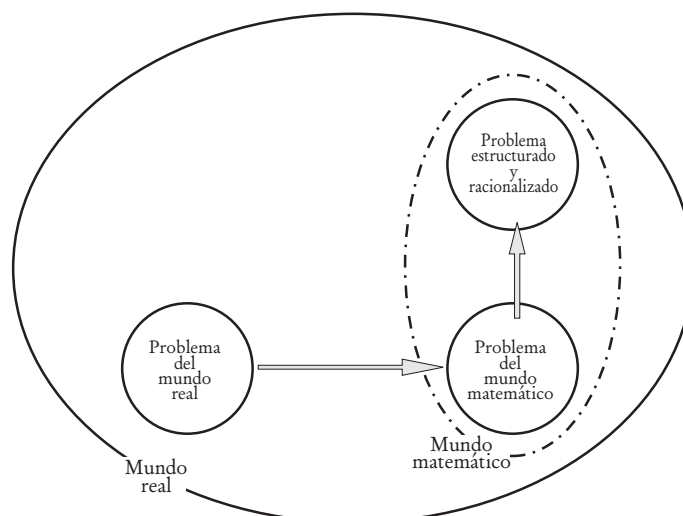 Problema
estructurado
y
racionalizado
Problema
del
mundo
real
Problema
del
mundo
matemático
Mundo
matemático
Mundo
real